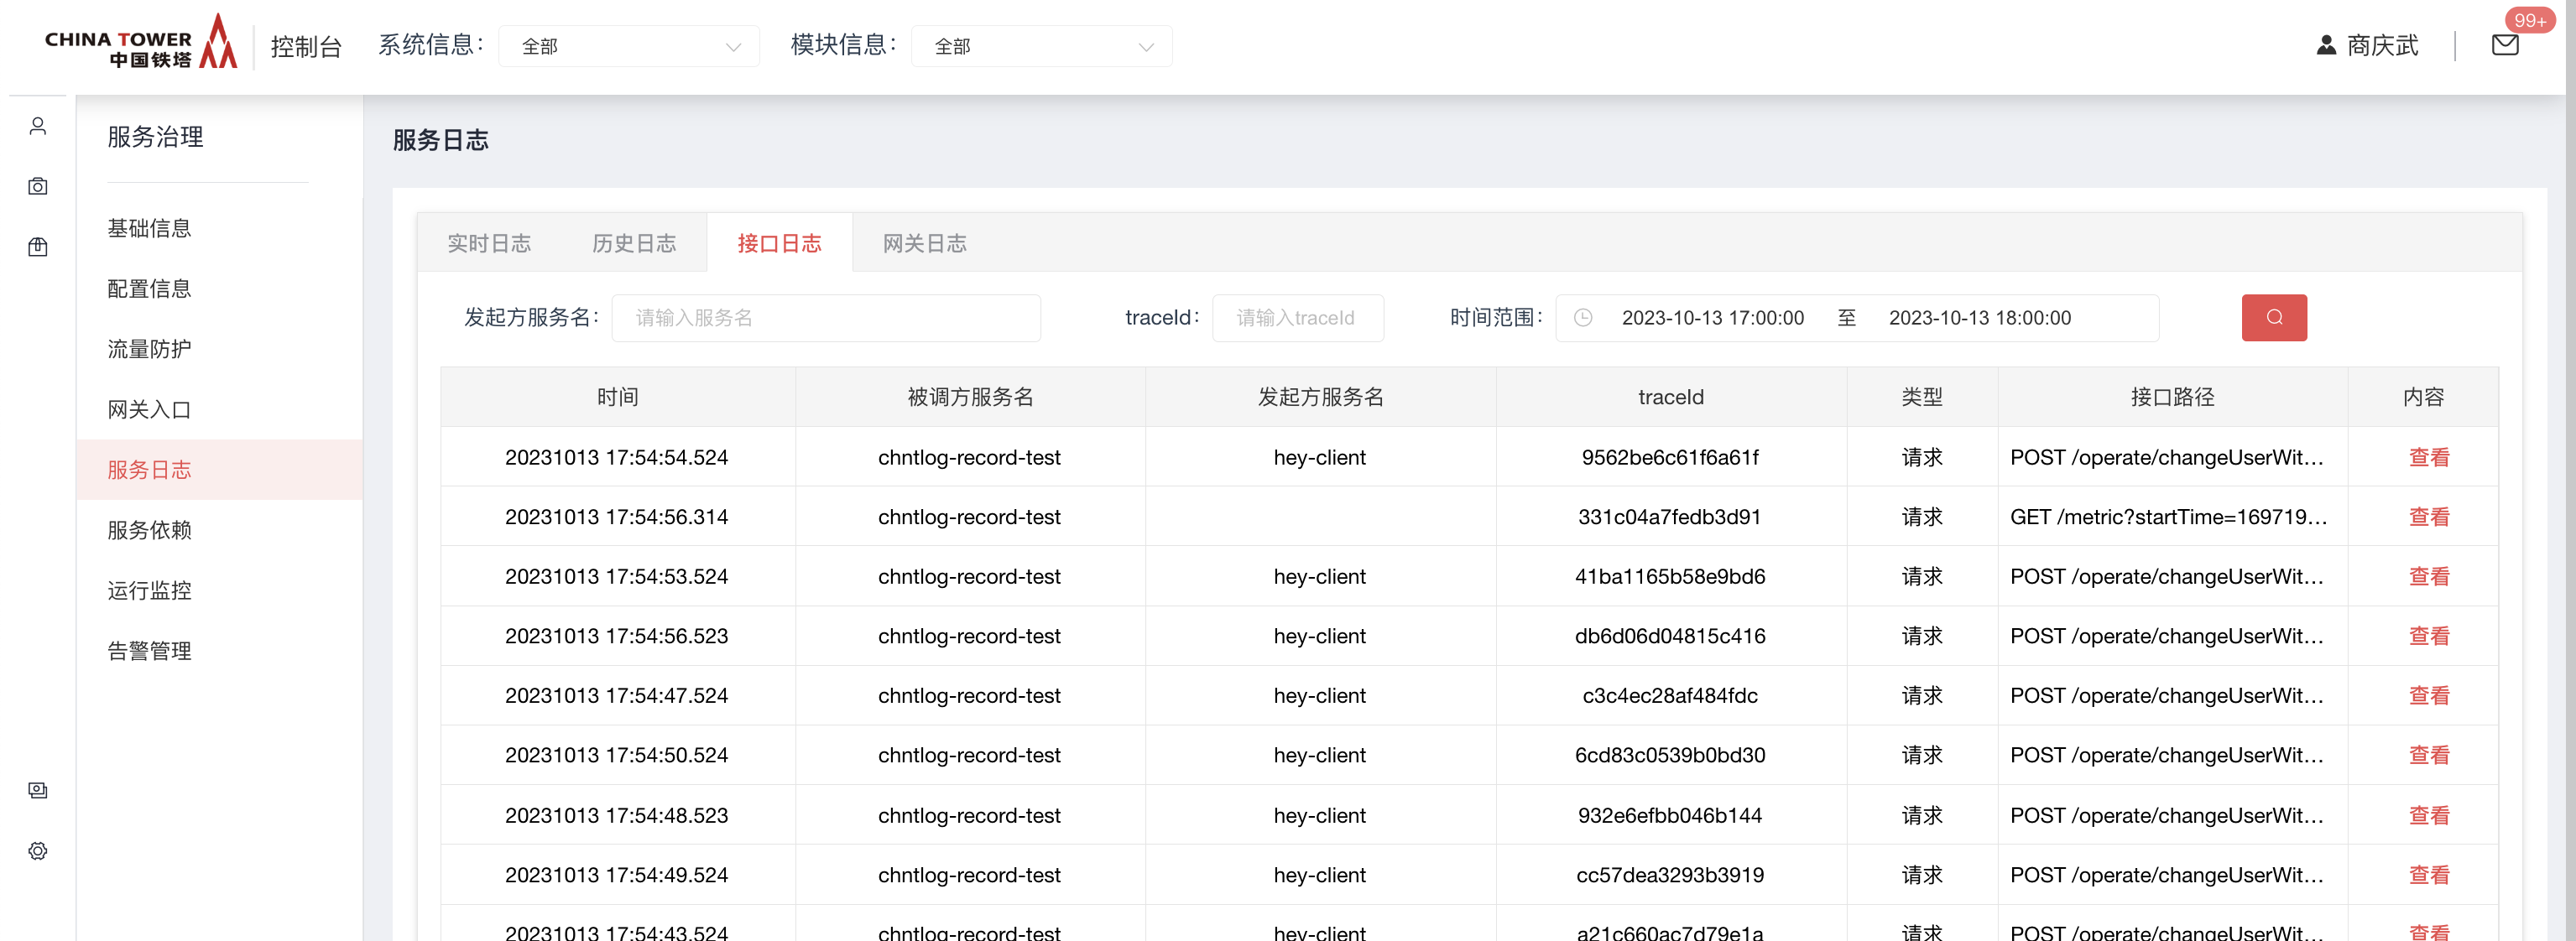 CHINA TOWER
中国铁塔
控制台
系统信息： 全部
模块信息： 全部
商庆武
99+
服务治理
基础信息
配置信息
流量防护
网关入口
服务日志
服务依赖
运行监控
告警管理
服务日志
实时日志 历史日志 接口日志 网关日志
发起方服务名： 请输入服务名 traceId： 请输入traceId 时间范围： 2023-10-13 17:00:00 至 2023-10-13 18:00:00
时间 被调方服务名 发起方服务名 traceId 类型 接口路径 内容
20231013 17:54:54.524 chntlog-record-test hey-client 9562be6c61f6a61f 请求 POST /operate/changeUserWit... 查看
20231013 17:54:56.314 chntlog-record-test 331c04a7fedb3d91 请求 GET /metric?startTime=169719... 查看
20231013 17:54:53.524 chntlog-record-test hey-client 41ba1165b58e9bd6 请求 POST /operate/changeUserWit... 查看
20231013 17:54:56.523 chntlog-record-test hey-client db6d06d04815c416 请求 POST /operate/changeUserWit... 查看
20231013 17:54:47.524 chntlog-record-test hey-client c3c4ec28af484fdc 请求 POST /operate/changeUserWit... 查看
20231013 17:54:50.524 chntlog-record-test hey-client 6cd83c0539b0bd30 请求 POST /operate/changeUserWit... 查看
20231013 17:54:48.523 chntlog-record-test hey-client 932e6efbb046b144 请求 POST /operate/changeUserWit... 查看
20231013 17:54:49.524 chntlog-record-test hey-client cc57dea3293b3919 请求 POST /operate/changeUserWit... 查看
20231013 17:54:43.524 chntlog-record-test hey-client a21c660ac7d79e1a 请求 POST /operate/changeUserWit... 查看